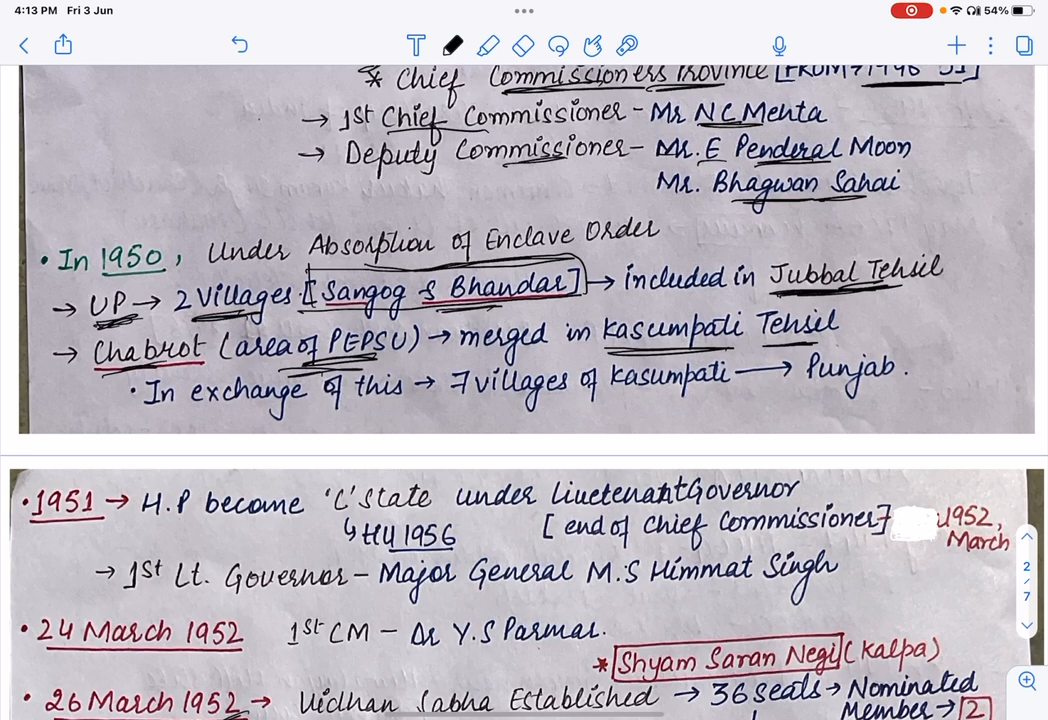 4:13 PM Fri 3 Jun
54%
* Chief Commissioners Province
→ 1st Chief Commissioner - Mr NC Mehta
→ Deputy Commissioner - Mr. E Penderal Moon
Mr. Bhagwan Sahai
• In 1950, Under Absorption of Enclave Order
→ UP → 2 Villages [Sangog & Bhandar] → included in Jubbal Tehsil
→ Chabrot (area of PEPSU) → merged in Kasumpati Tehsil
• In exchange of this → 7 villages of Kasumpati → Punjab.
• 1951 → H.P become 'C' State under Liuetenant Governor
↳ till 1956 [end of chief Commissioner] 1952,
March
→ 1st Lt. Governor - Major General M.S Himmat Singh
• 24 March 1952 1st CM - Dr Y.S Parmar.
* Shyam Saran Negi (Kalpa)
• 26 March 1952 → Vidhan Sabha Established → 36 seats → Nominated
Member → 2
2
/
7